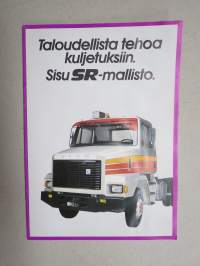 Taloudellista tehoa
kuljetuksiin.
Sisu SR-mallisto.